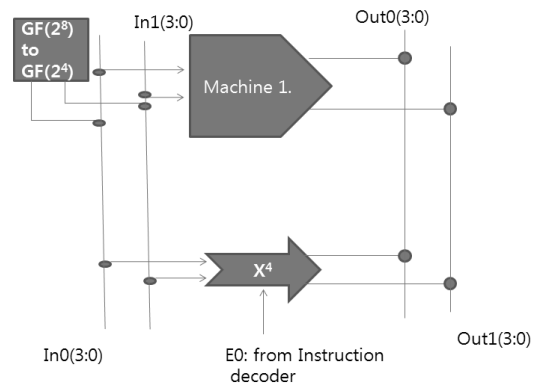 GF(2⁸)
to
GF(2⁴)
In1(3:0)
Out0(3:0)
Machine 1.
X⁴
In0(3:0)
E0: from Instruction
decoder
Out1(3:0)